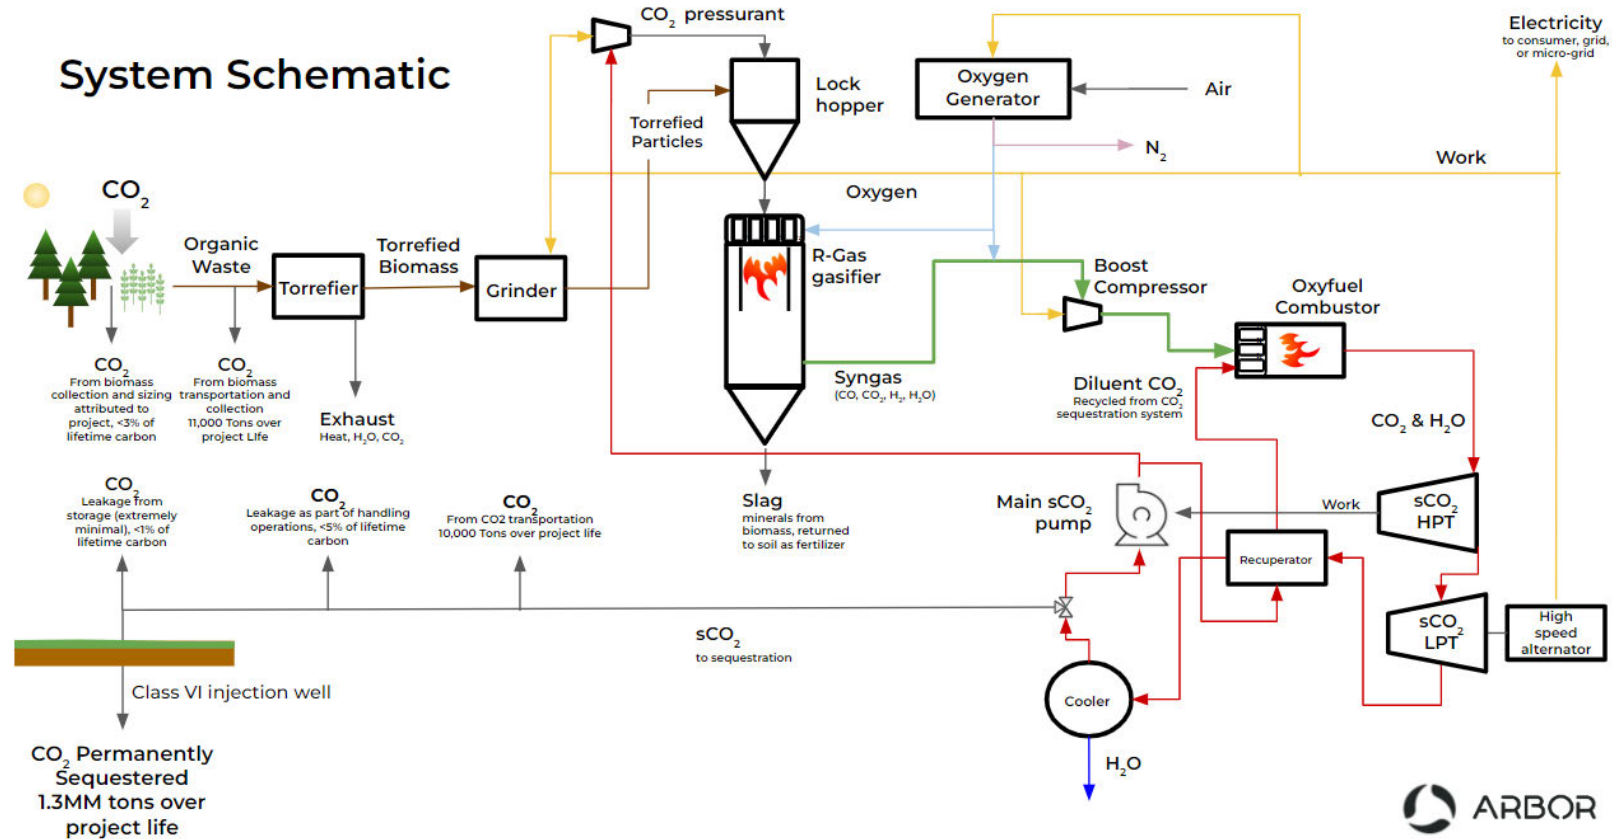 System Schematic
CO₂ pressurant
Electricity
to consumer, grid,
or micro-grid
Lock
hopper
Oxygen
Generator
Air
Torrefied
Particles
N₂
Work
CO₂
Oxygen
Organic
Waste
Torrefied
Biomass
R-Gas
gasifier
Boost
Compressor
Torrefier
Grinder
Oxyfuel
Combustor
CO₂
From biomass
collection and sizing
attributed to
project, <3% of
lifetime carbon
CO₂
From biomass
transportation and
collection
11,000 Tons over
project LIfe
Exhaust
Heat, H₂O, CO₂
Syngas
(CO, CO₂, H₂, H₂O)
Diluent CO₂
Recycled from CO₂
sequestration system
CO₂ & H₂O
CO₂
Leakage from
storage (extremely
minimal), <1% of
lifetime carbon
CO₂
Leakage as part of handling
operations, <5% of lifetime
carbon
CO₂
From CO2 transportation
10,000 Tons over project life
Slag
minerals from
biomass, returned
to soil as fertilizer
Main sCO₂
pump
Work
sCO₂
HPT
Recuperator
sCO₂
LPT
High
speed
alternator
sCO₂
to sequestration
Class VI injection well
Cooler
H₂O
CO₂ Permanently
Sequestered
1.3MM tons over
project life
ARBOR